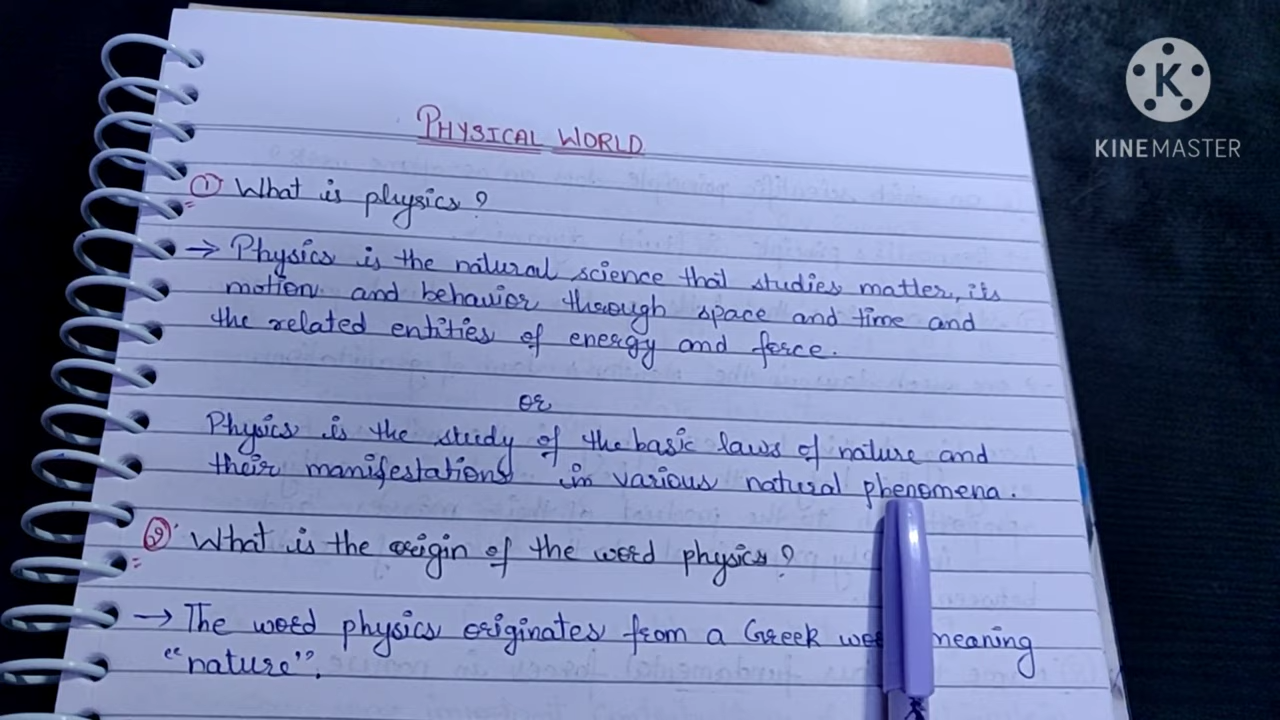 PHYSICAL WORLD
① What is physics?
→ Physics is the natural science that studies matter, its
motion and behavior through space and time and
the related entities of energy and force.
or
Physics is the study of the basic laws of nature and
their manifestations in various natural phenomena.
② What is the origin of the word physics?
→ The word physics originates from a Greek meaning
"nature".
K
KINEMASTER